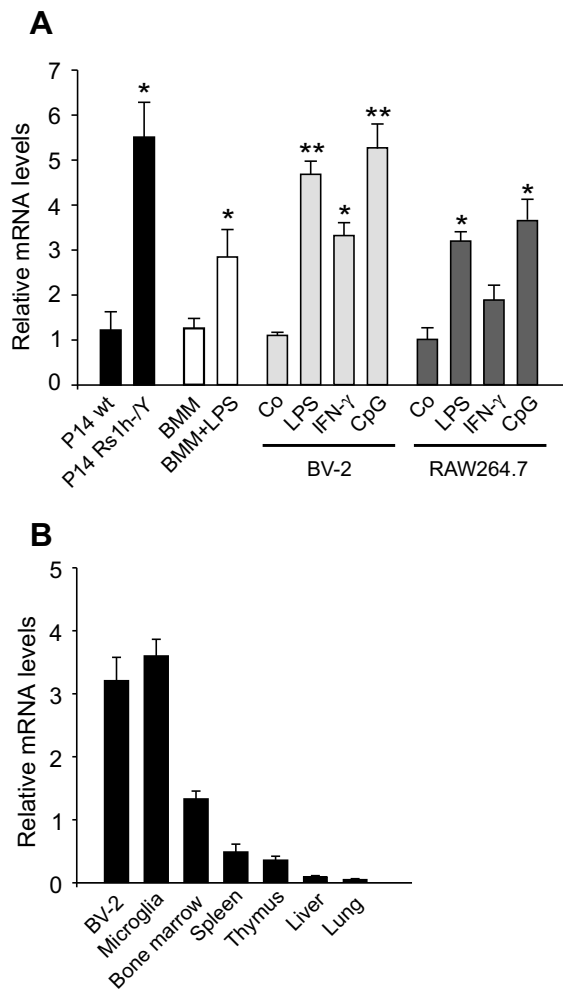 A
Relative mRNA levels
7
6
5
4
3
2
1
0
*
*
**
*
**
*
*
P14 wt
P14 Rs1h-/Y
BMM
BMM+LPS
Co
LPS
IFN-γ
CpG
Co
LPS
IFN-γ
CpG
BV-2
RAW264.7
B
Relative mRNA levels
5
4
3
2
1
0
BV-2
Microglia
Bone marrow
Spleen
Thymus
Liver
Lung